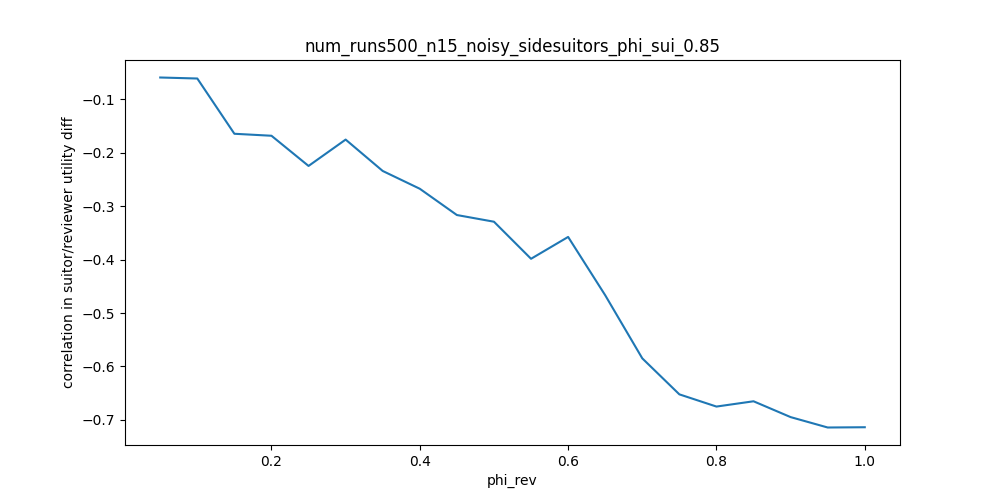 num_runs500_n15_noisy_sidesuitors_phi_sui_0.85
correlation in suitor/reviewer utility diff
−0.1
−0.2
−0.3
−0.4
−0.5
−0.6
−0.7
0.2 0.4 0.6 0.8 1.0
phi_rev